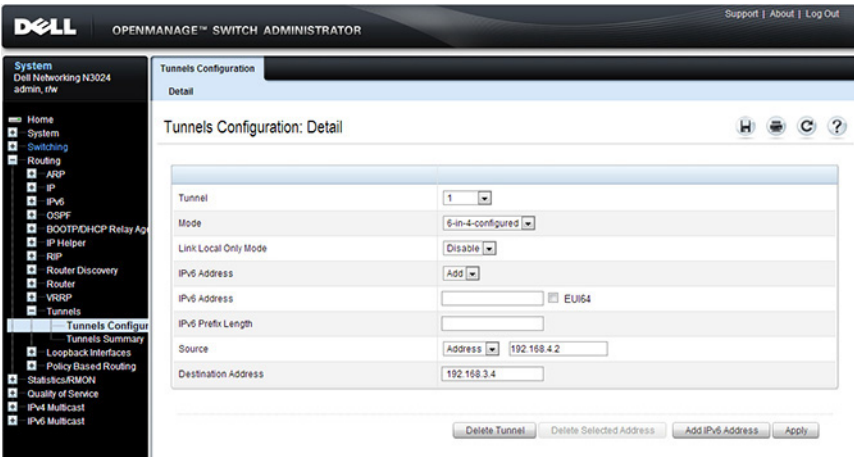 Support | About | Log Out
DELL OPENMANAGE™ SWITCH ADMINISTRATOR
System
Dell Networking N3024
admin, r/w
Home
System
Switching
Routing
ARP
IP
IPv6
OSPF
BOOTP/DHCP Relay Age
IP Helper
RIP
Router Discovery
Router
VRRP
Tunnels
Tunnels Configur
Tunnels Summary
Loopback Interfaces
Policy Based Routing
Statistics/RMON
Quality of Service
IPv4 Multicast
IPv6 Multicast
Tunnels Configuration
Detail
Tunnels Configuration: Detail
?
Tunnel 1
Mode 6-in-4-configured
Link Local Only Mode Disable
IPv6 Address Add
IPv6 Address EUI64
IPv6 Prefix Length
Source Address 192.168.4.2
Destination Address 192.168.3.4
Delete Tunnel Delete Selected Address Add IPv6 Address Apply